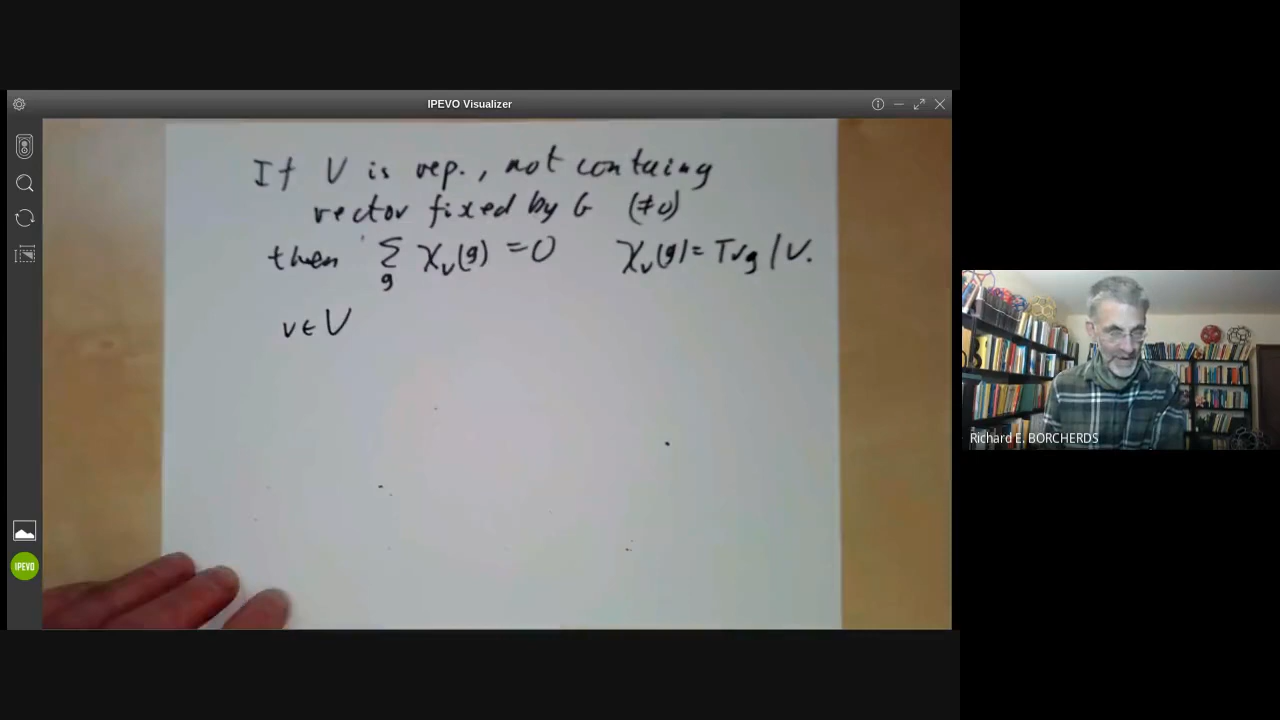 IPEVO Visualizer
If V is rep., not containg
vector fixed by G (≠0)
then ∑_g χ_V(g) = 0 χ_V(g) = Tr g | V.
v ∈ V
IPEVO
Richard E. BORCHERDS